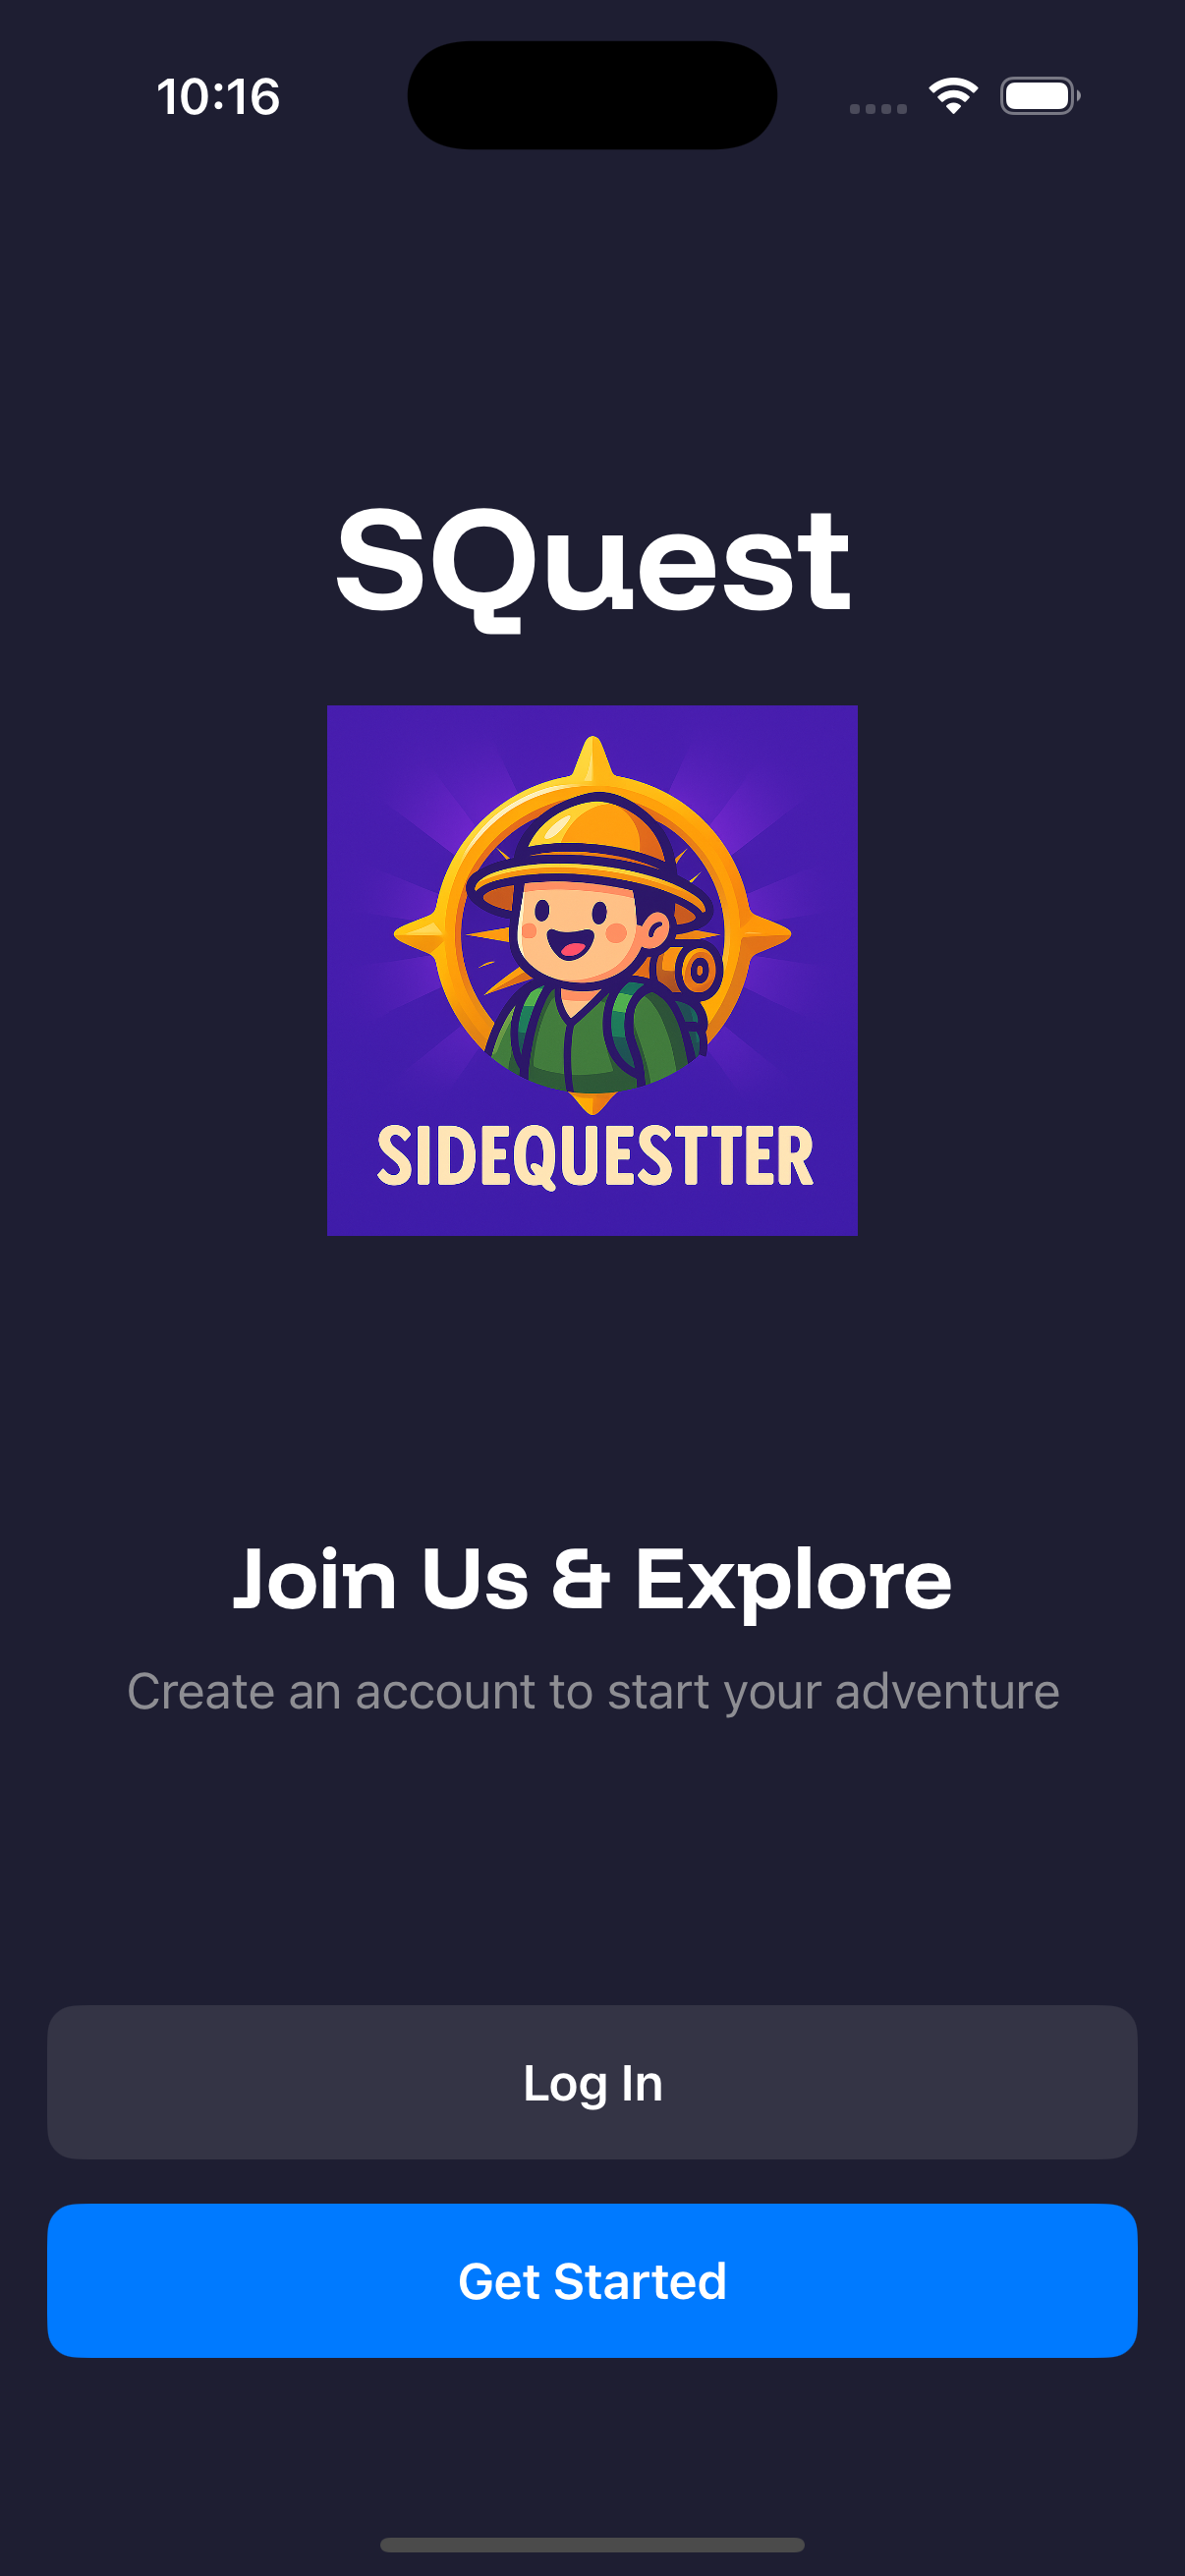 10:16
SQuest
SIDEQUESTTER
Join Us & Explore
Create an account to start your adventure
Log In
Get Started